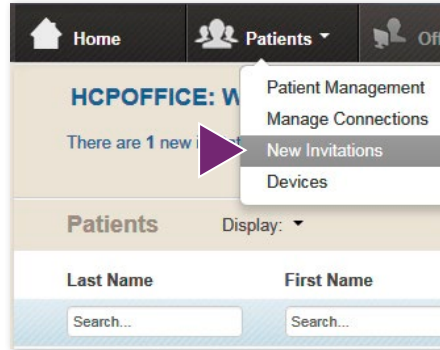 Home Patients
HCPOFFICE: W
Patient Management
Manage Connections
There are 1 new
New Invitations
Devices
Patients Display:
Last Name First Name
Search... Search...